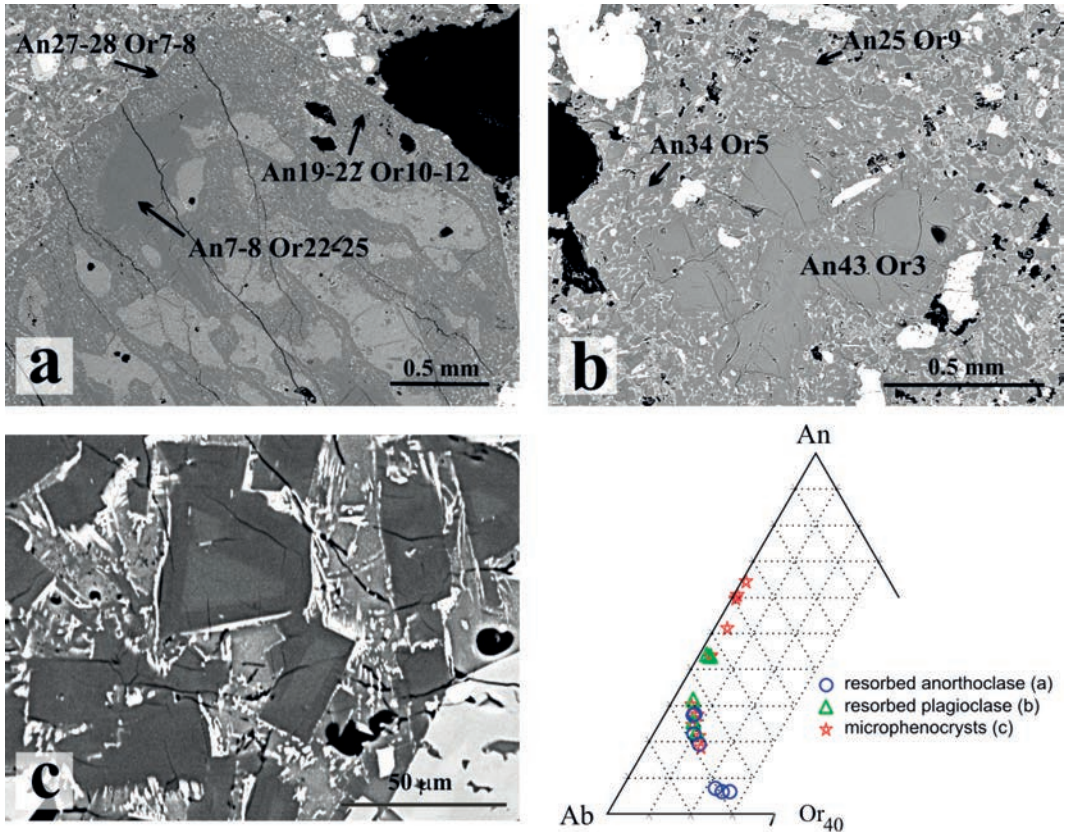 An27-28 Or7-8
An19-22 Or10-12
An7-8 Or22-25
a
0.5 mm
An25 Or9
An34 Or5
An43 Or3
b
0.5 mm
c
50 μm
An
resorbed anorthoclase (a)
resorbed plagioclase (b)
microphenocrysts (c)
Ab
Or40